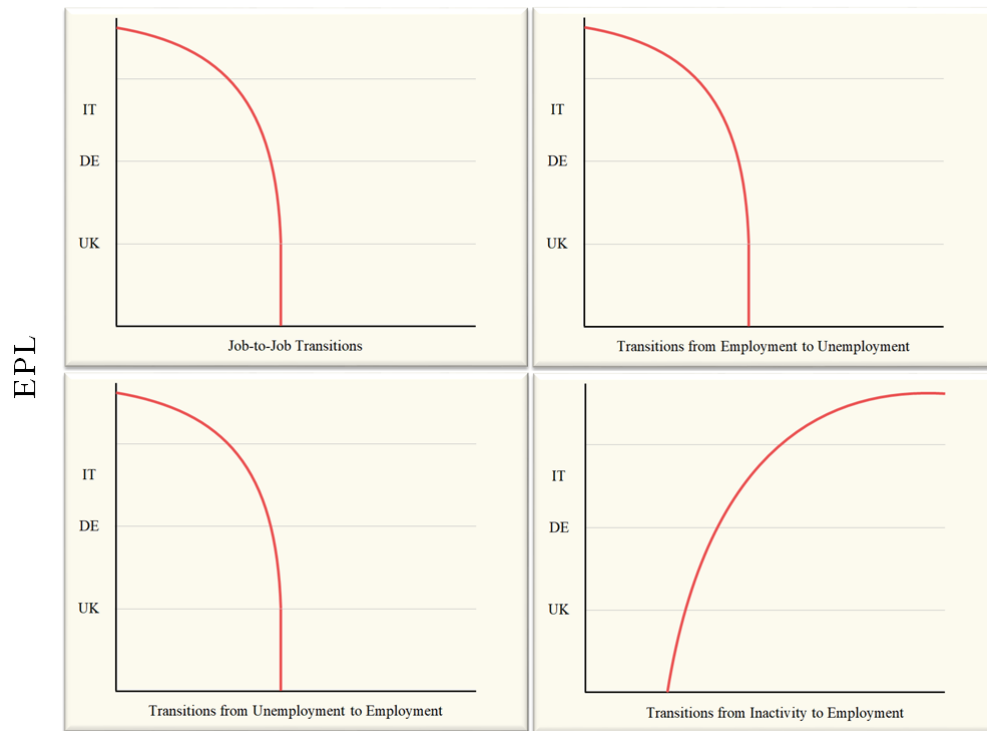 EPL
IT
DE
UK
Job-to-Job Transitions
IT
DE
UK
Transitions from Employment to Unemployment
IT
DE
UK
Transitions from Unemployment to Employment
IT
DE
UK
Transitions from Inactivity to Employment